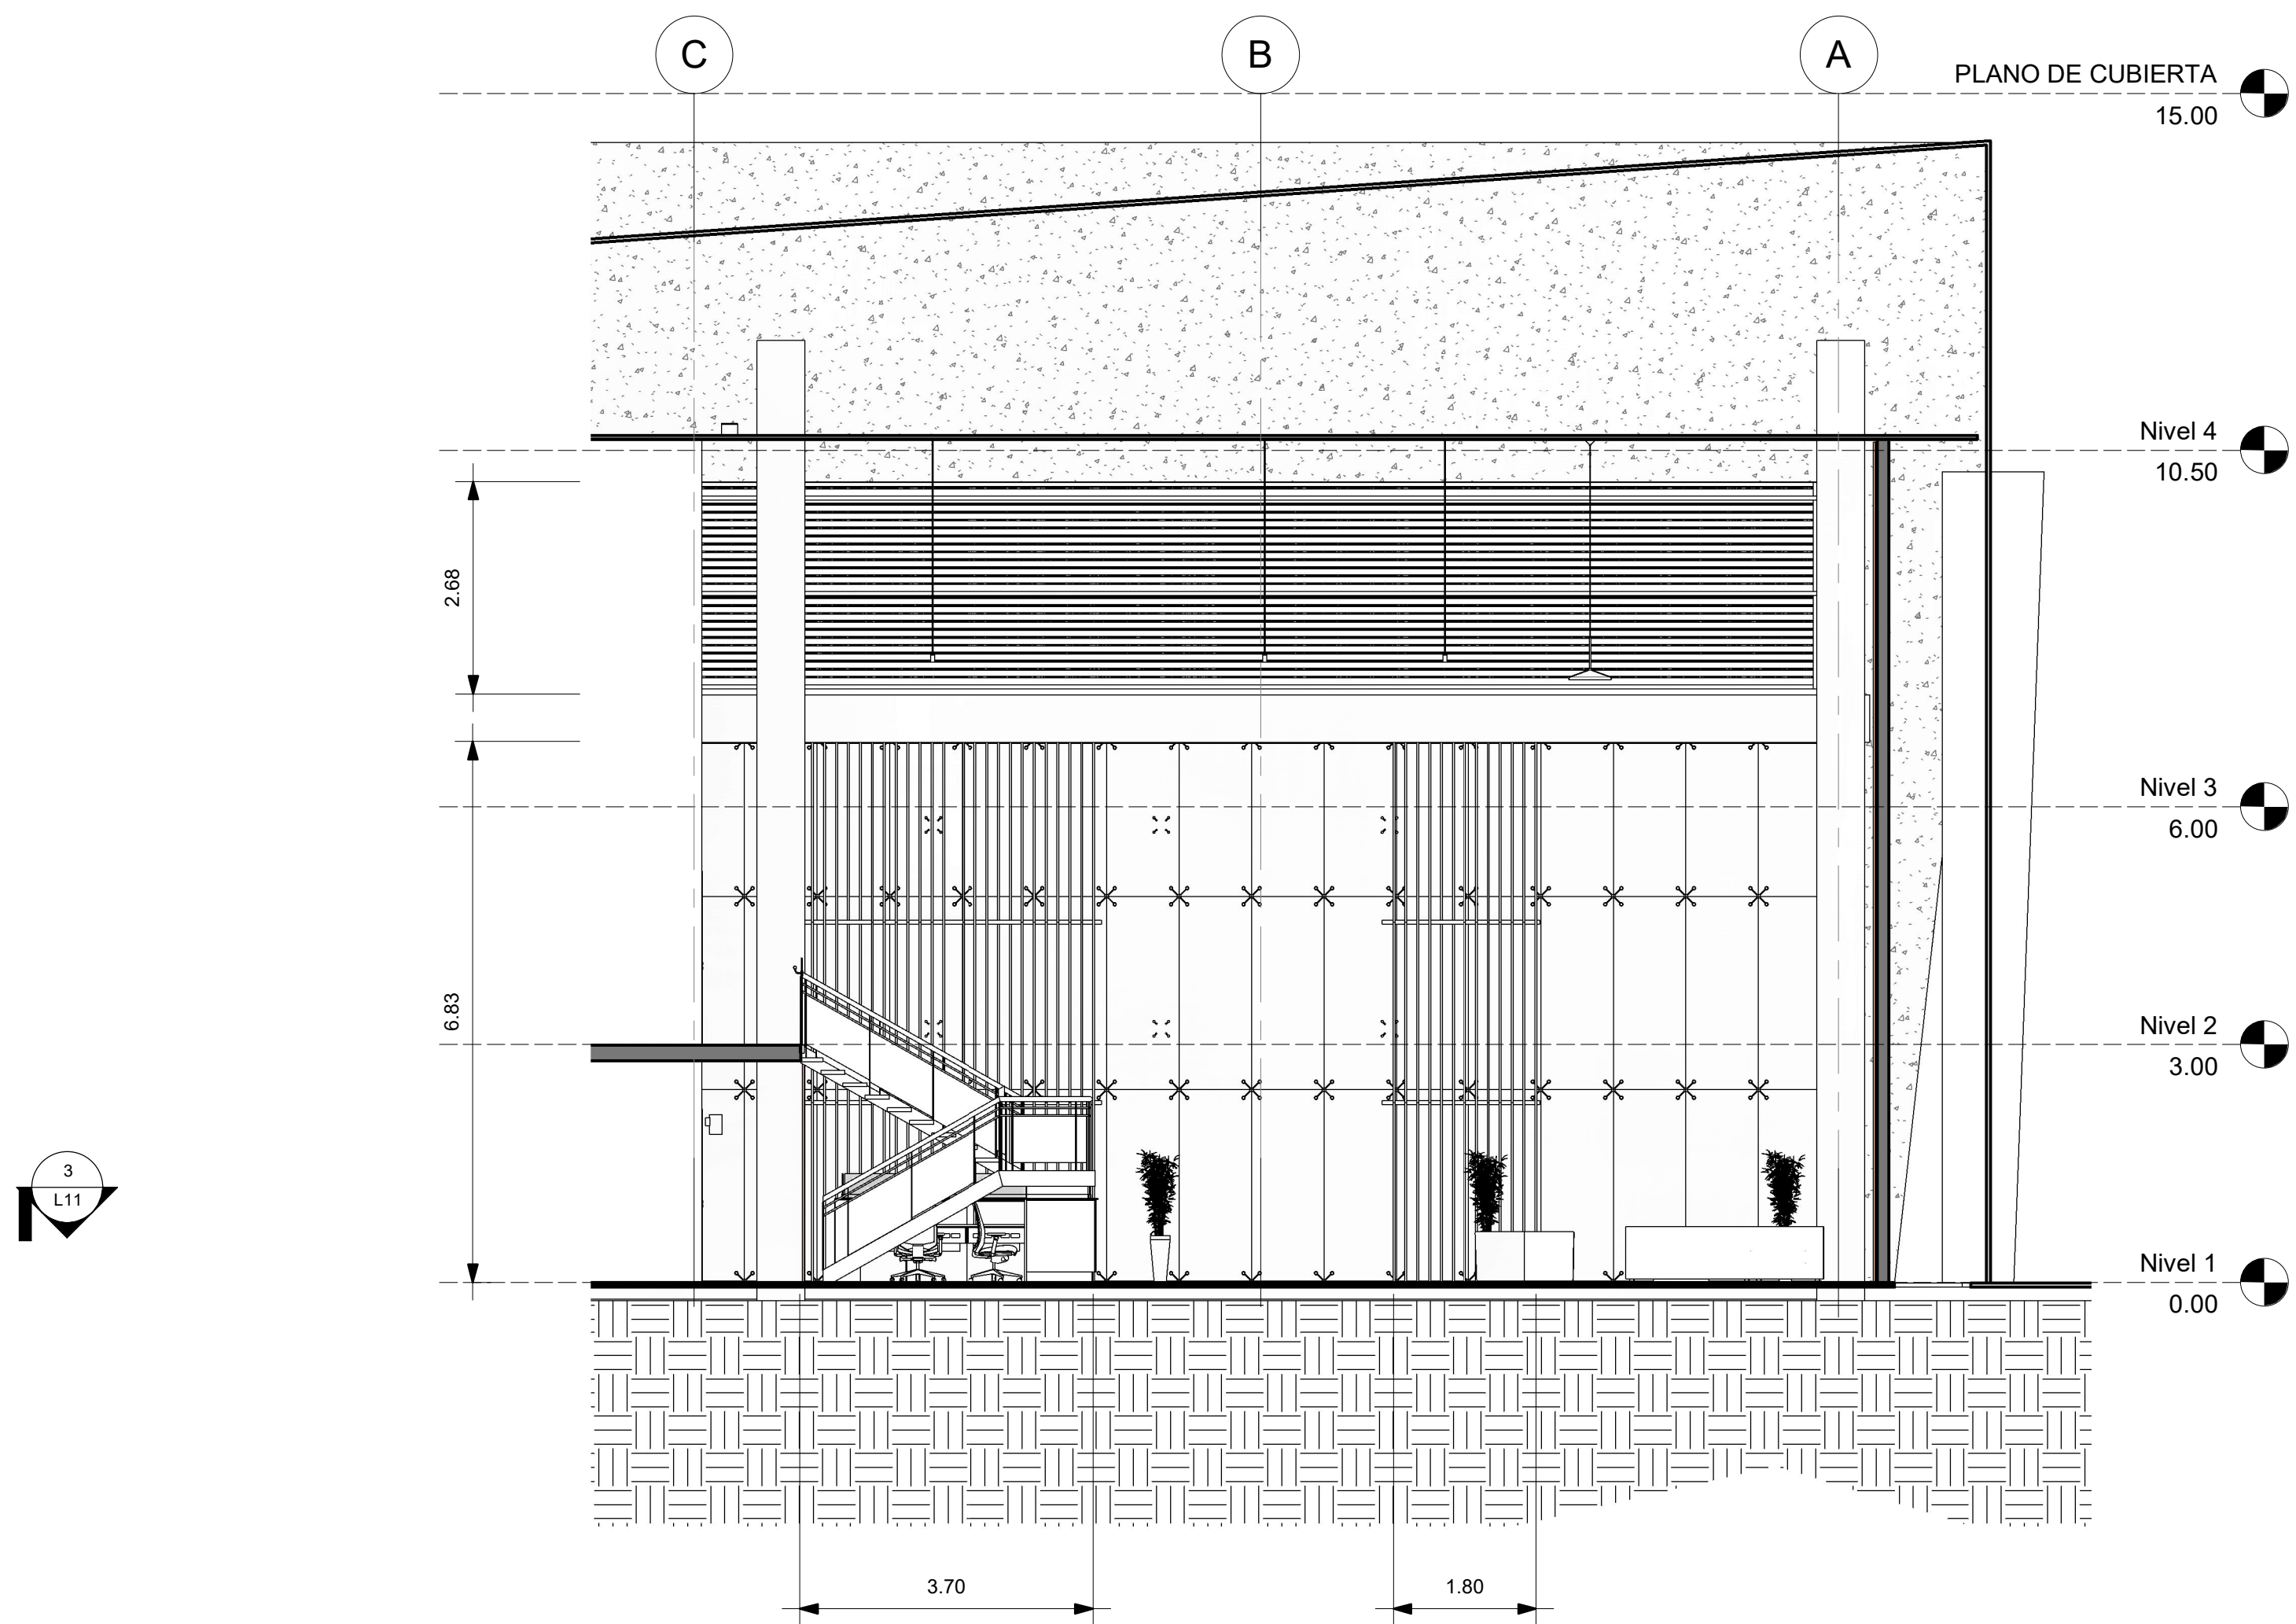 C
B
A
PLANO DE CUBIERTA
15.00
Nivel 4
10.50
2.68
Nivel 3
6.00
6.83
Nivel 2
3.00
3
L11
Nivel 1
0.00
3.70
1.80